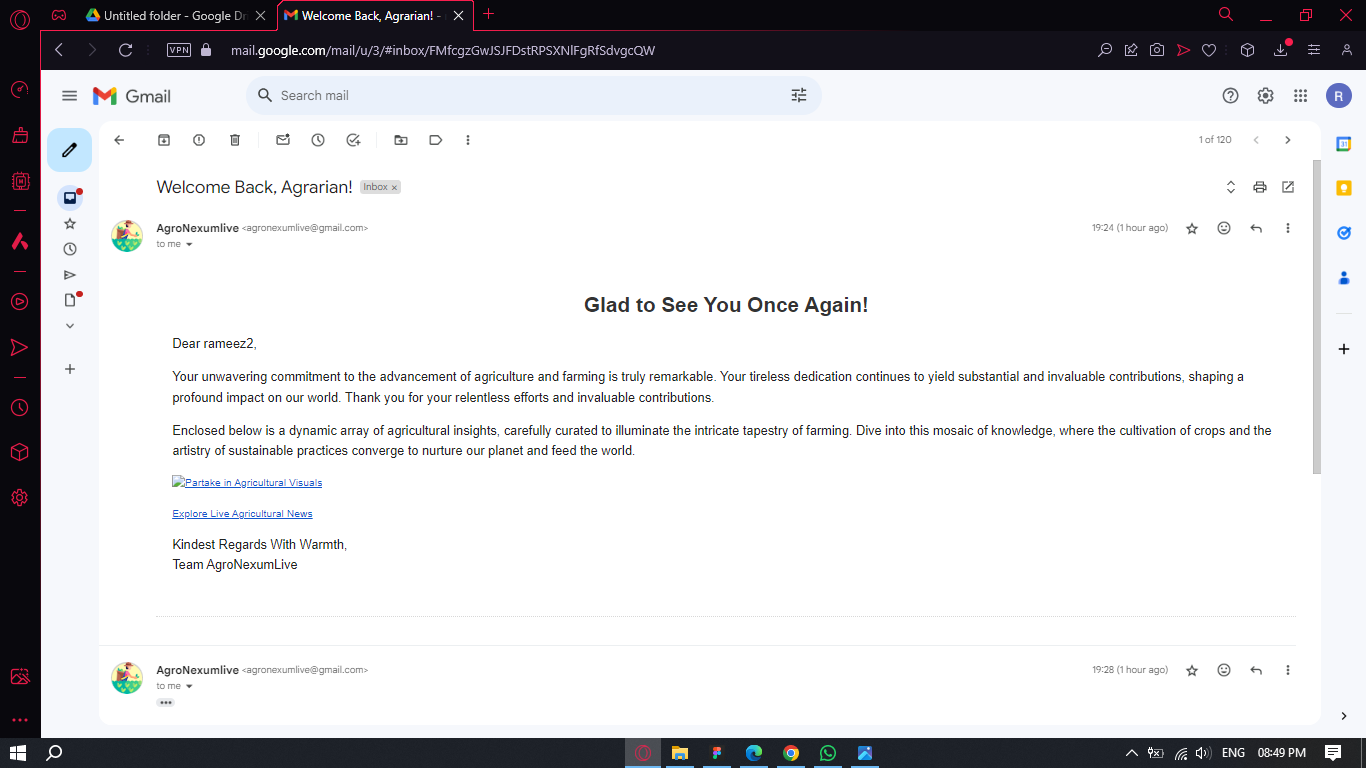 Untitled folder - Google Dr
Welcome Back, Agrarian! -
VPN
mail.google.com/mail/u/3/#inbox/FMfcgzGwJSJFDstRPSXNlFgRfSdvgcQW
Gmail
Search mail
R
1 of 120
Welcome Back, Agrarian!
Inbox x
AgroNexumlive <agronexumlive@gmail.com>
19:24 (1 hour ago)
to me
Glad to See You Once Again!
Dear rameez2,
Your unwavering commitment to the advancement of agriculture and farming is truly remarkable. Your tireless dedication continues to yield substantial and invaluable contributions, shaping a
profound impact on our world. Thank you for your relentless efforts and invaluable contributions.
Enclosed below is a dynamic array of agricultural insights, carefully curated to illuminate the intricate tapestry of farming. Dive into this mosaic of knowledge, where the cultivation of crops and the
artistry of sustainable practices converge to nurture our planet and feed the world.
Partake in Agricultural Visuals
Explore Live Agricultural News
Kindest Regards With Warmth,
Team AgroNexumLive
AgroNexumlive <agronexumlive@gmail.com>
19:28 (1 hour ago)
to me
ENG
08:49 PM